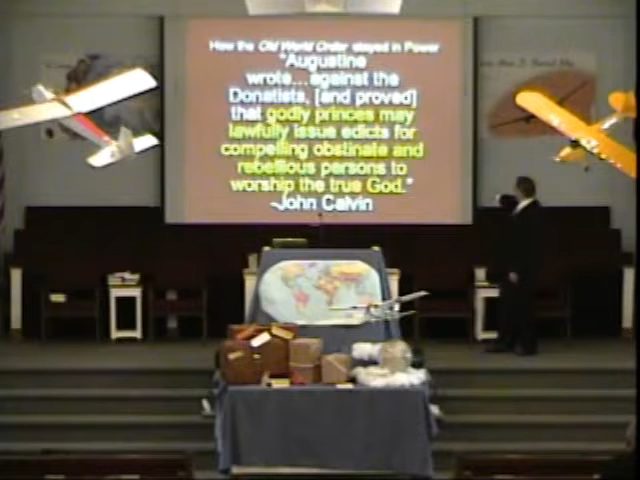 How the Old World Order stayed in Power
"Augustine
wrote...against the
Donatists, [and proved]
that godly princes may
lawfully issue edicts for
compelling obstinate and
rebellious persons to
worship the true God."
~John Calvin